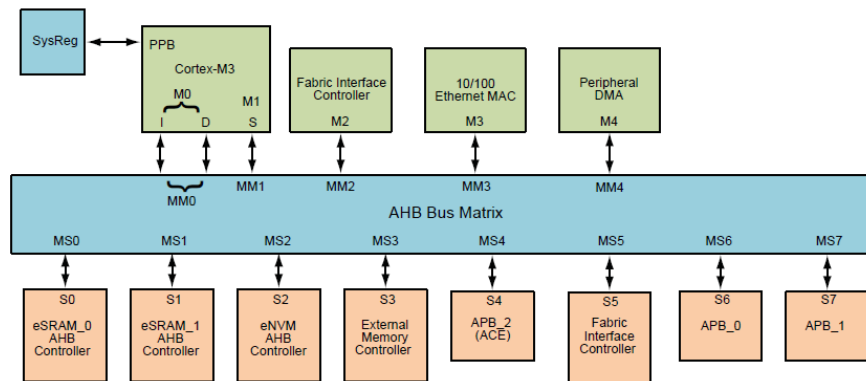 SysReg
PPB
Cortex-M3
M0
M1
I D S
Fabric Interface
Controller
M2
10/100
Ethernet MAC
M3
Peripheral
DMA
M4
MM0
MM1
MM2
MM3
MM4
AHB Bus Matrix
MS0
MS1
MS2
MS3
MS4
MS5
MS6
MS7
S0
eSRAM_0
AHB
Controller
S1
eSRAM_1
AHB
Controller
S2
eNVM
AHB
Controller
S3
External
Memory
Controller
S4
APB_2
(ACE)
S5
Fabric
Interface
Controller
S6
APB_0
S7
APB_1